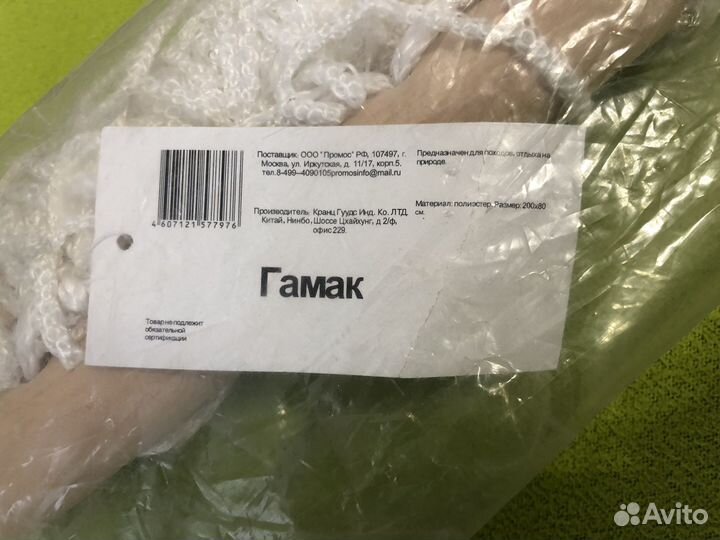 Поставщик: ООО "Промос" РФ, 107497, г.
Москва, ул. Иркутская, д. 11/17, корп.5.
тел.8-499--4090105promosinfo@mail.ru
Предназначен для походов, отдыха на
природе.
Производитель: Кранц Гуудс Инд. Ко. ЛТД,
Китай, Нинбо, Шоссе Цхайхунг, д 2/ф,
офис 229.
Материал: полиэстер. Размер: 200х80
см.
4 607121 577976
Гамак
Товар не подлежит
обязательной
сертификации
Avito